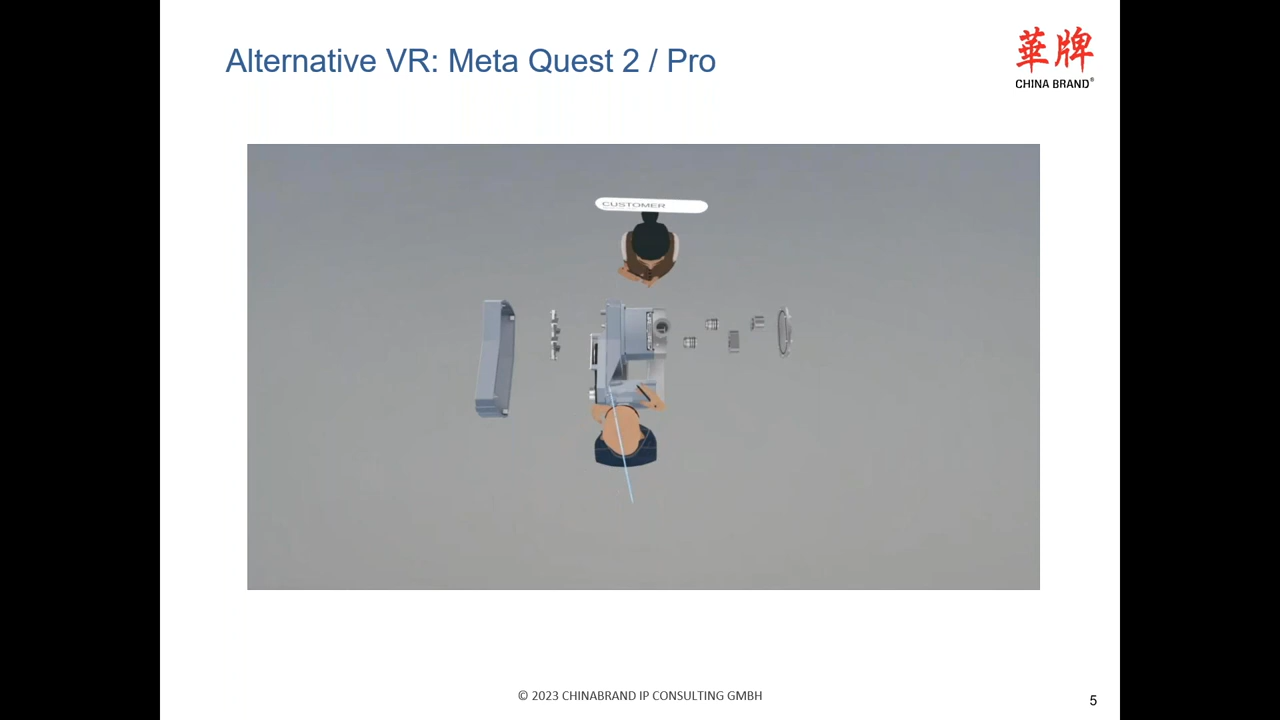 Alternative VR: Meta Quest 2 / Pro
華牌
CHINA BRAND®
CUSTOMER
© 2023 CHINABRAND IP CONSULTING GMBH
5